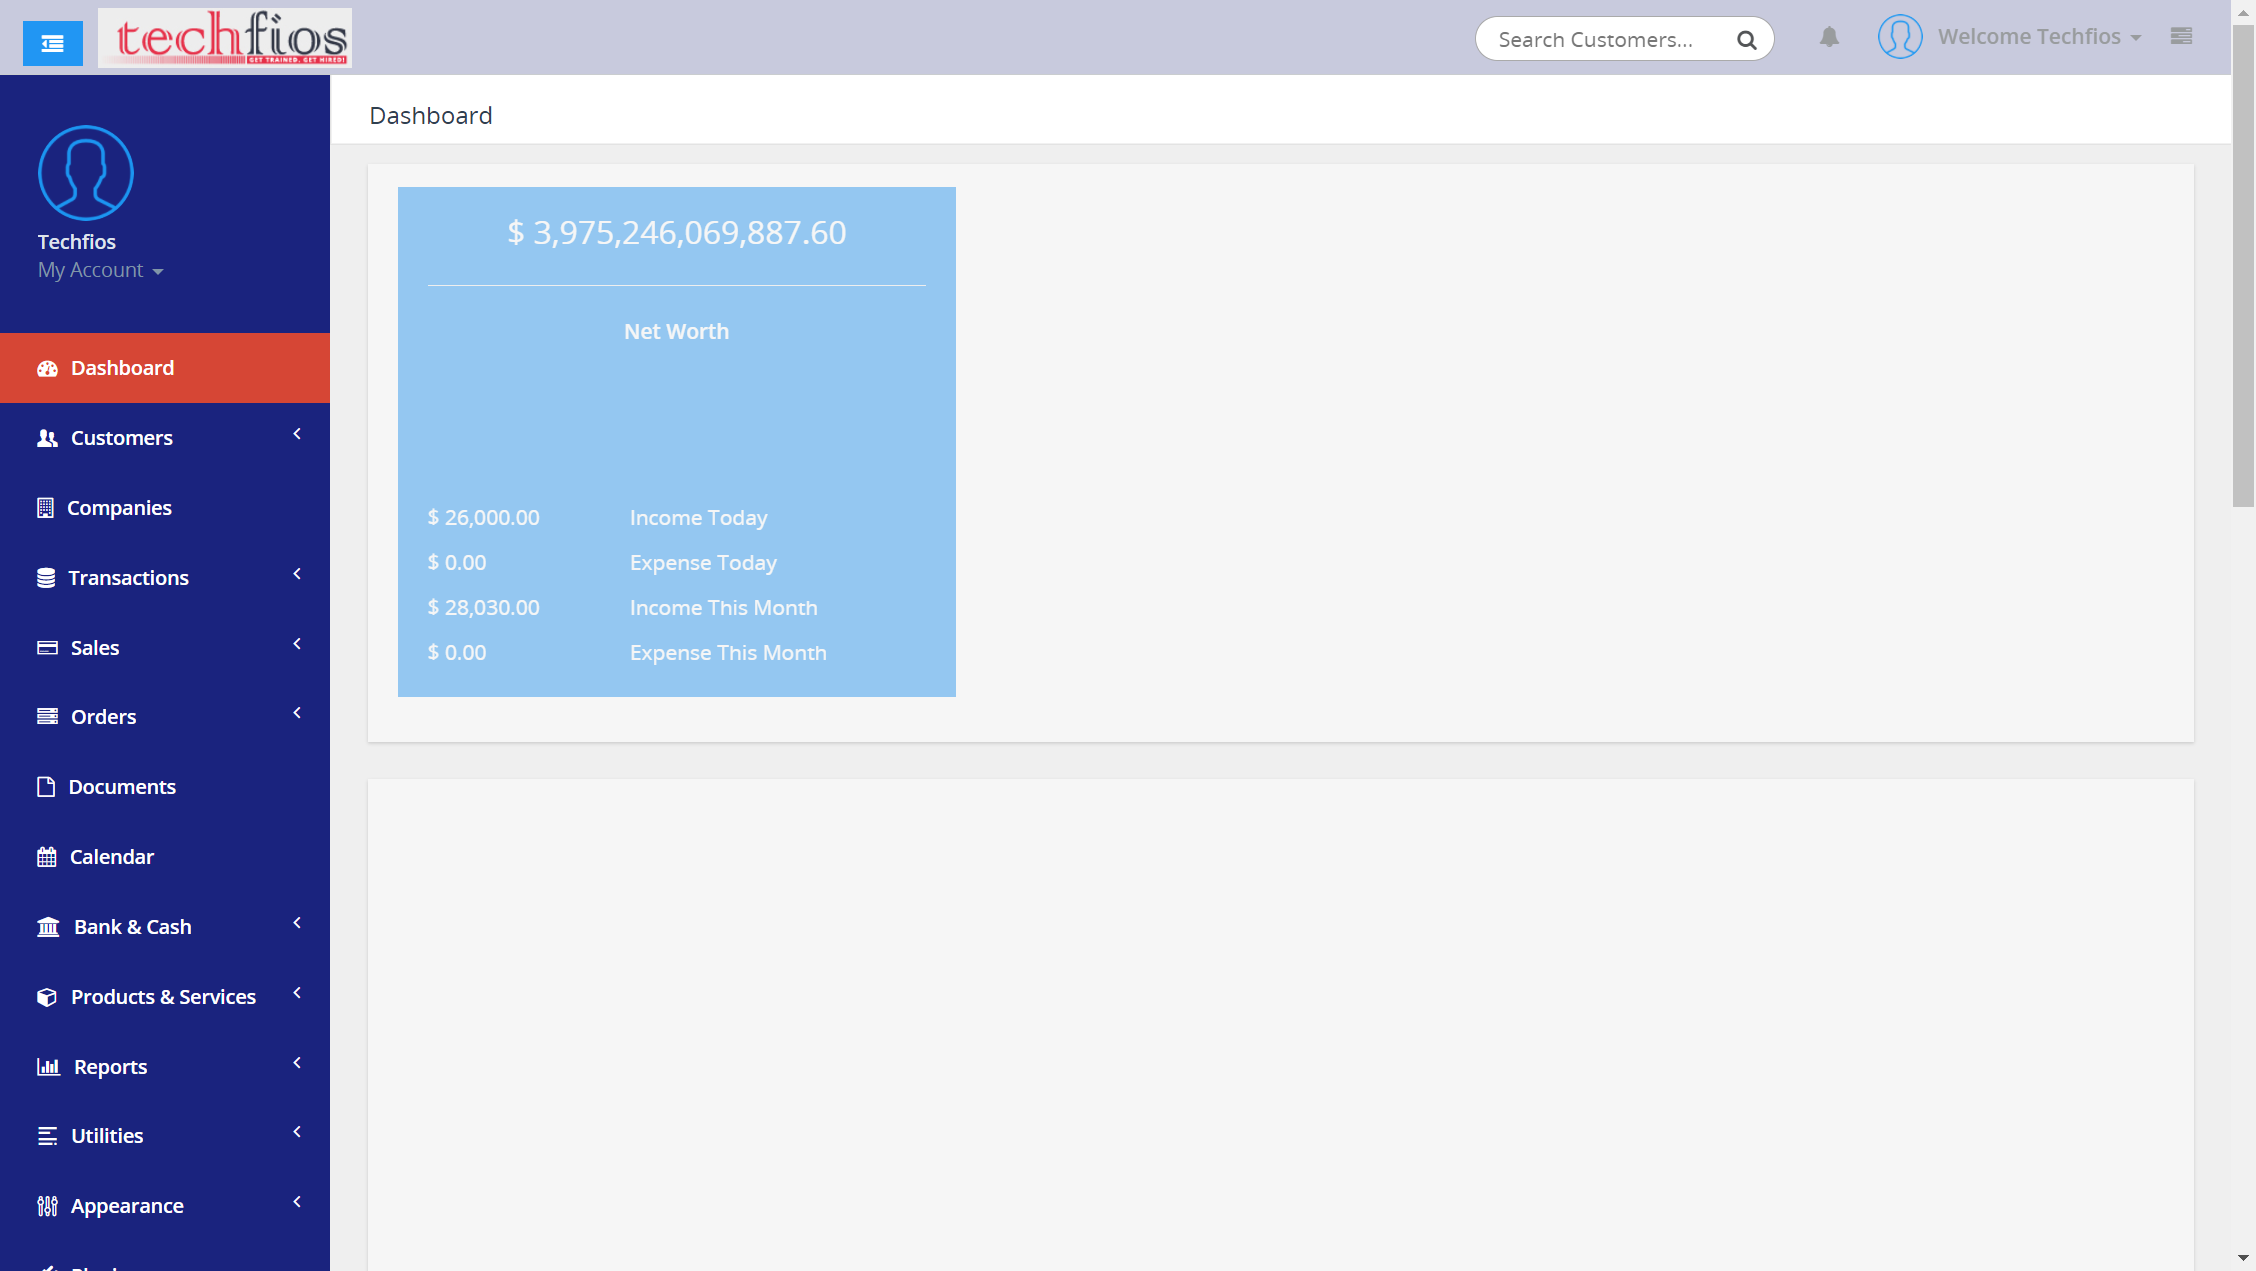 techfios
GET TRAINED. GET HIRED!
Search Customers...
Welcome Techfios
Techfios
My Account
Dashboard
Customers
Companies
Transactions
Sales
Orders
Documents
Calendar
Bank & Cash
Products & Services
Reports
Utilities
Appearance
Dashboard
$ 3,975,246,069,887.60
Net Worth
$ 26,000.00 Income Today
$ 0.00 Expense Today
$ 28,030.00 Income This Month
$ 0.00 Expense This Month